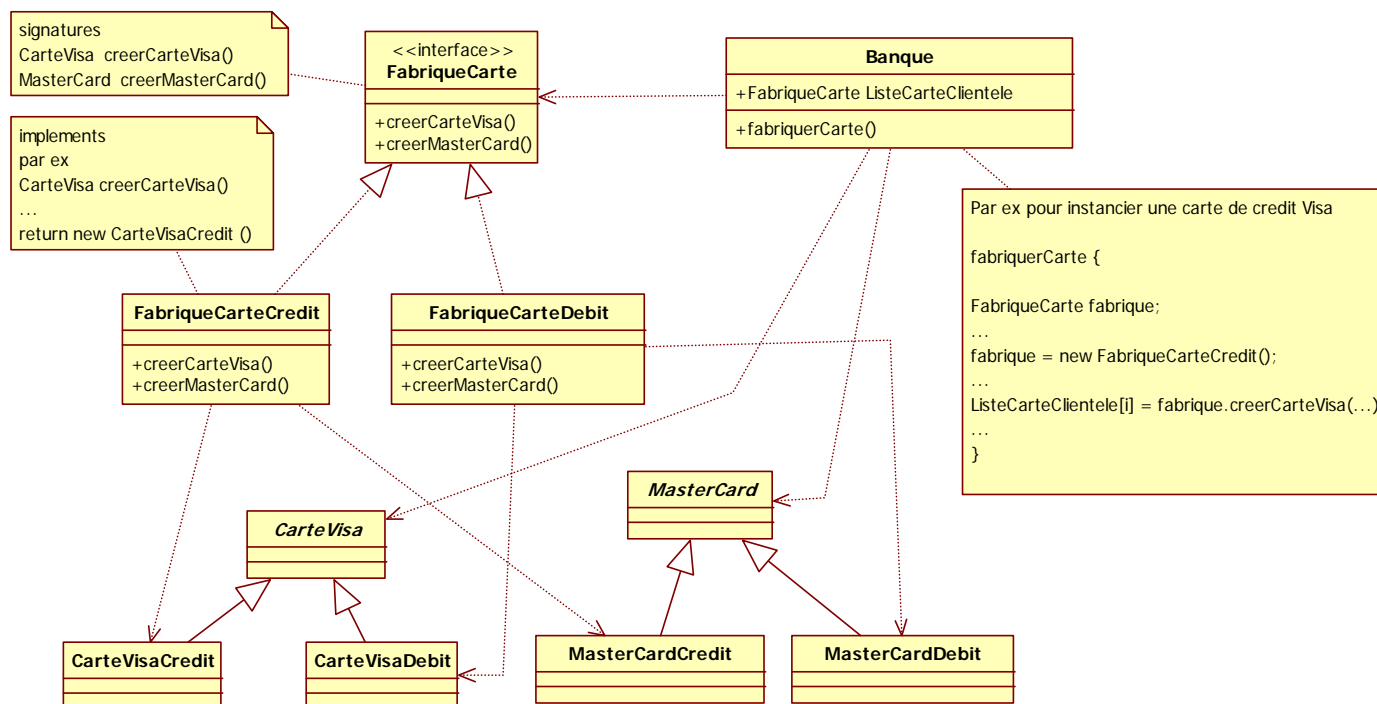 signatures
CarteVisa creerCarteVisa()
MasterCard creerMasterCard()
<<interface>>
FabriqueCarte
+creerCarteVisa()
+creerMasterCard()
Banque
+FabriqueCarte ListeCarteClientele
+fabriquerCarte()
implements
par ex
CarteVisa creerCarteVisa()
...
return new CarteVisaCredit ()
Par ex pour instancier une carte de credit Visa
fabriquerCarte {
FabriqueCarte fabrique;
...
fabrique = new FabriqueCarteCredit();
...
ListeCarteClientele[i] = fabrique.creerCarteVisa(...)
...
}
FabriqueCarteCredit
+creerCarteVisa()
+creerMasterCard()
FabriqueCarteDebit
+creerCarteVisa()
+creerMasterCard()
CarteVisa
MasterCard
CarteVisaCredit
CarteVisaDebit
MasterCardCredit
MasterCardDebit